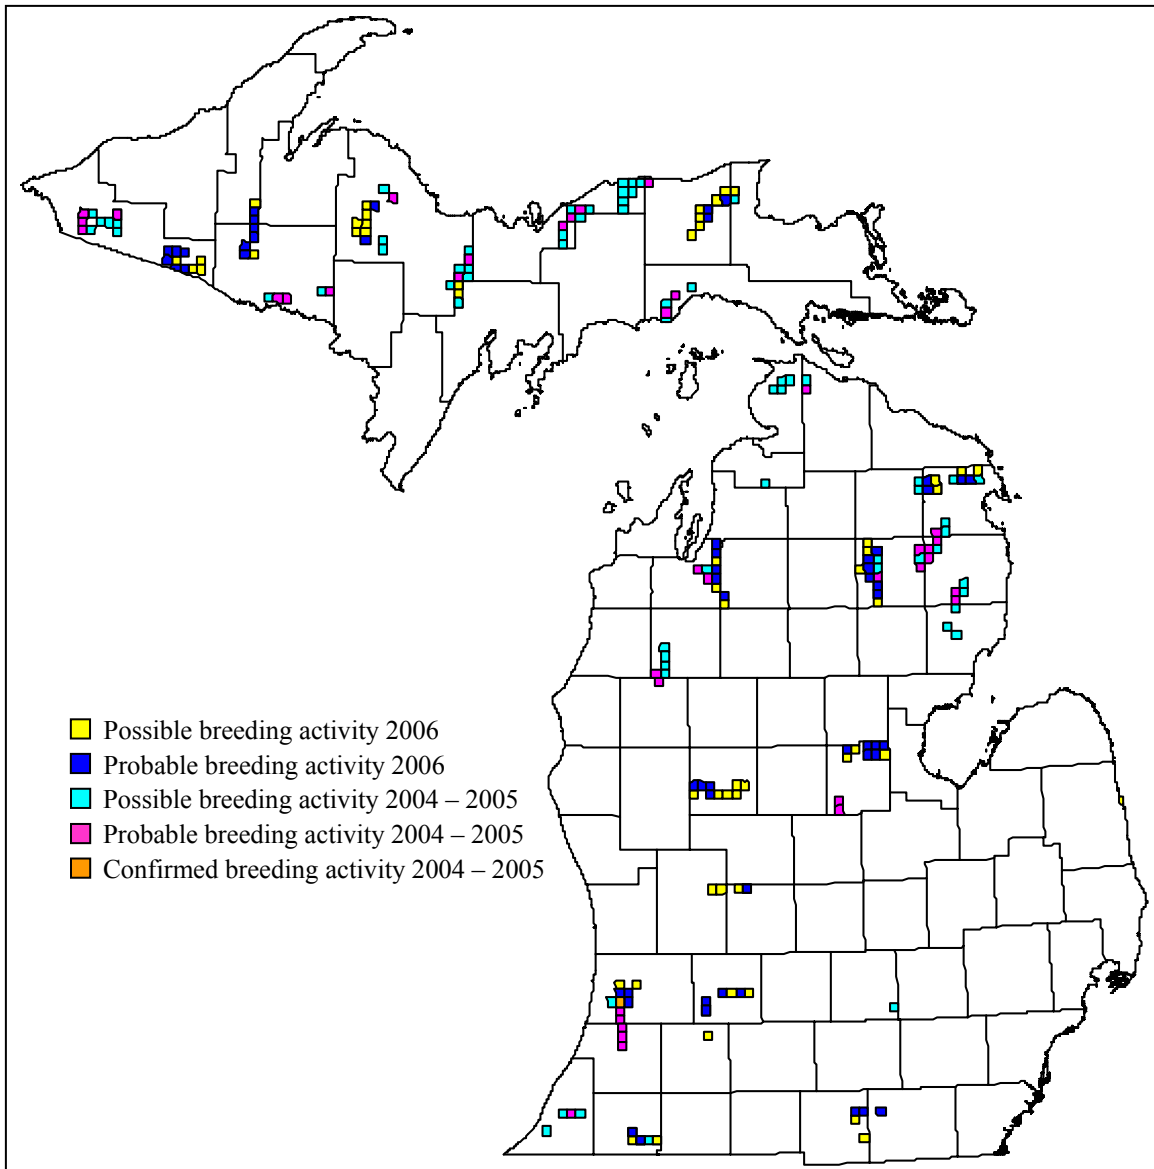 Possible breeding activity 2006
Probable breeding activity 2006
Possible breeding activity 2004 – 2005
Probable breeding activity 2004 – 2005
Confirmed breeding activity 2004 – 2005